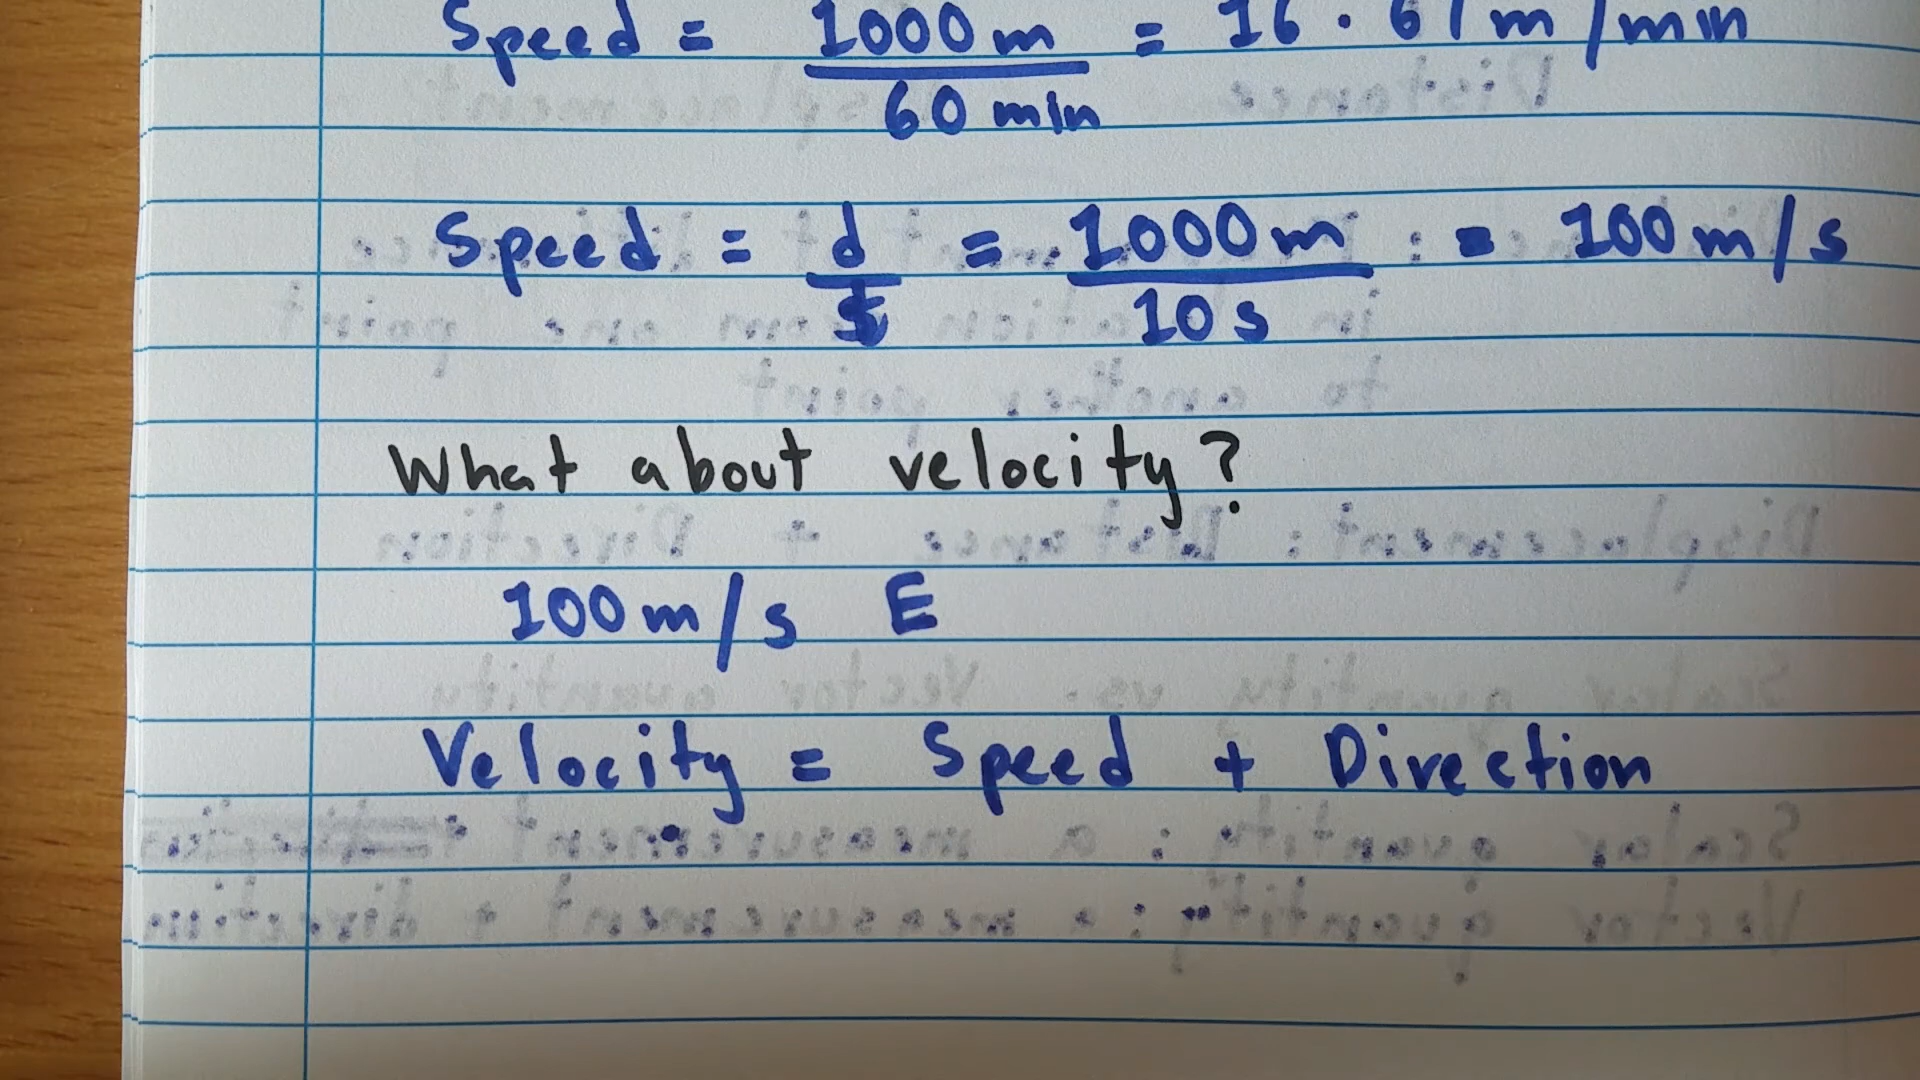 Speed = 1000 m / 60 min = 16.67 m/min
Speed = d / t = 1000 m / 10 s = 100 m/s
What about velocity?
100 m/s E
Velocity = Speed + Direction